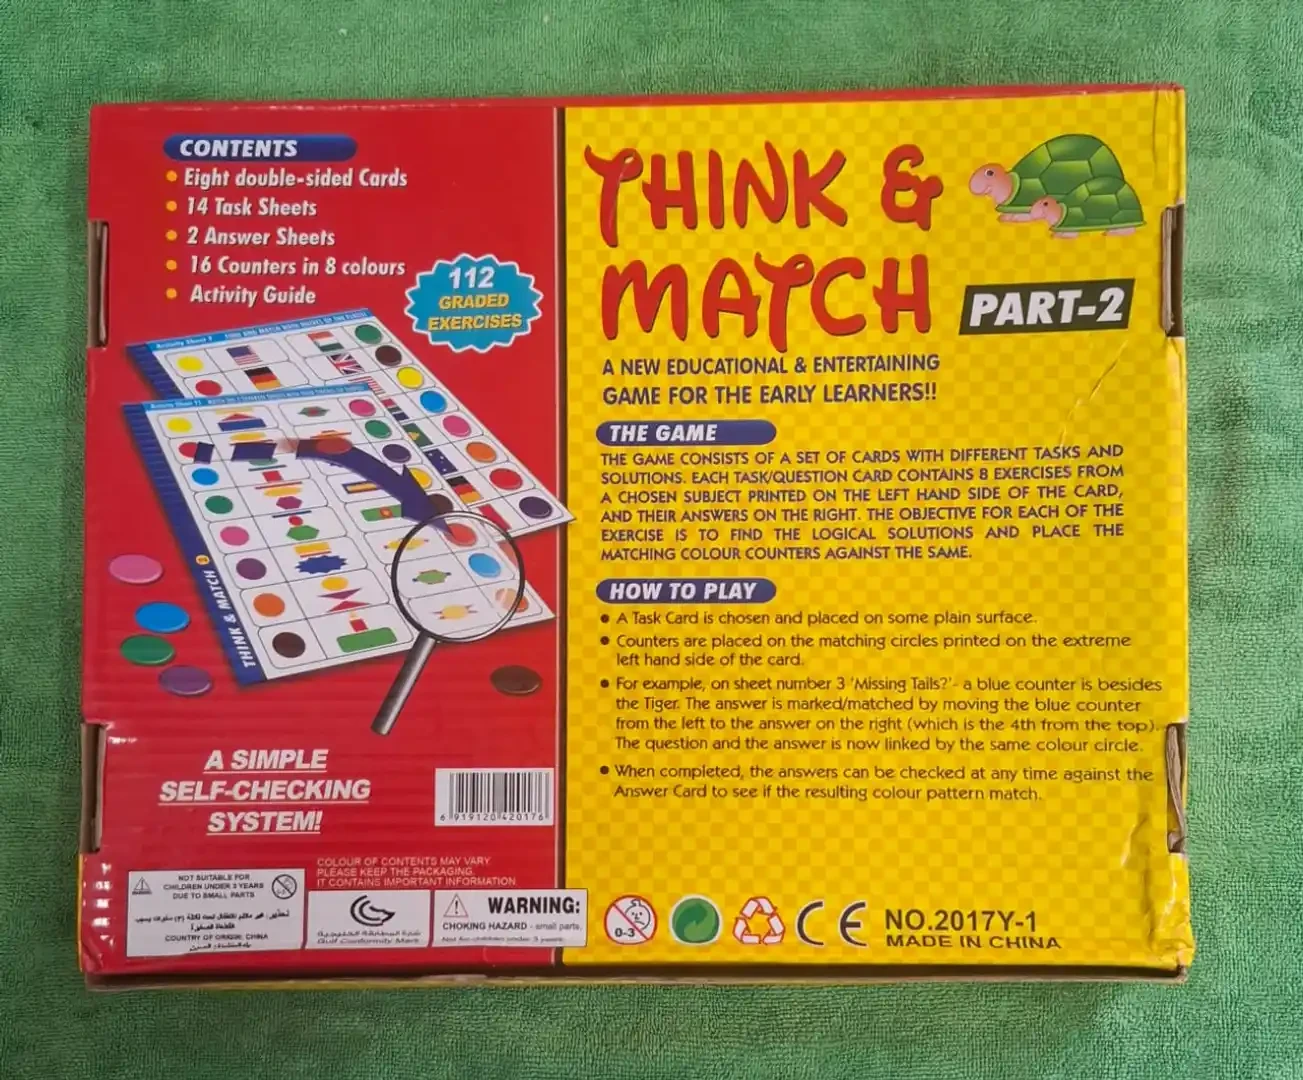 CONTENTS
Eight double-sided Cards
14 Task Sheets
2 Answer Sheets
16 Counters in 8 colours
Activity Guide
112
GRADED
EXERCISES
Activity Sheet 7
Activity Sheet 11
THINK & MATCH 2
A SIMPLE
SELF-CHECKING
SYSTEM!
6 919120 420176
COLOUR OF CONTENTS MAY VARY
PLEASE KEEP THE PACKAGING.
IT CONTAINS IMPORTANT INFORMATION
NOT SUITABLE FOR
CHILDREN UNDER 3 YEARS
DUE TO SMALL PARTS
COUNTRY OF ORIGIN: CHINA
Gulf Conformity Mark
WARNING:
CHOKING HAZARD - small parts.
Not for children under 3 years.
THINK &
MATCH
PART-2
A NEW EDUCATIONAL & ENTERTAINING
GAME FOR THE EARLY LEARNERS!!
THE GAME
THE GAME CONSISTS OF A SET OF CARDS WITH DIFFERENT TASKS AND
SOLUTIONS. EACH TASK/QUESTION CARD CONTAINS 8 EXERCISES FROM
A CHOSEN SUBJECT PRINTED ON THE LEFT HAND SIDE OF THE CARD,
AND THEIR ANSWERS ON THE RIGHT. THE OBJECTIVE FOR EACH OF THE
EXERCISE IS TO FIND THE LOGICAL SOLUTIONS AND PLACE THE
MATCHING COLOUR COUNTERS AGAINST THE SAME.
HOW TO PLAY
• A Task Card is chosen and placed on some plain surface.
• Counters are placed on the matching circles printed on the extreme
left hand side of the card.
• For example, on sheet number 3 'Missing Tails?'- a blue counter is besides
the Tiger. The answer is marked/matched by moving the blue counter
from the left to the answer on the right (which is the 4th from the top).
The question and the answer is now linked by the same colour circle.
• When completed, the answers can be checked at any time against the
Answer Card to see if the resulting colour pattern match.
0-3
CE
NO.2017Y-1
MADE IN CHINA